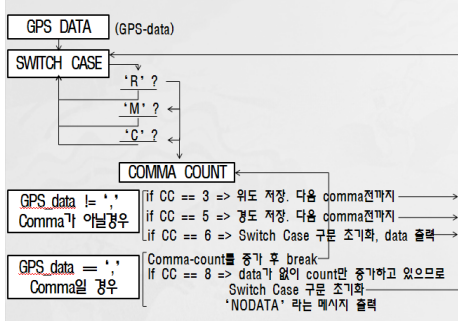 GPS DATA (GPS-data)
SWITCH CASE
'R' ?
'M' ?
'C' ?
COMMA COUNT
GPS_data != ','
Comma가 아닐경우
if CC == 3 => 위도 저장. 다음 comma전까지
if CC == 5 => 경도 저장. 다음 comma전까지
if CC == 6 => Switch Case 구문 초기화, data 출력
GPS_data == ','
Comma일 경우
Comma-count를 증가 후 break
If CC == 8 => data가 없이 count만 증가하고 있으므로
Switch Case 구문 초기화
'NODATA' 라는 메시지 출력